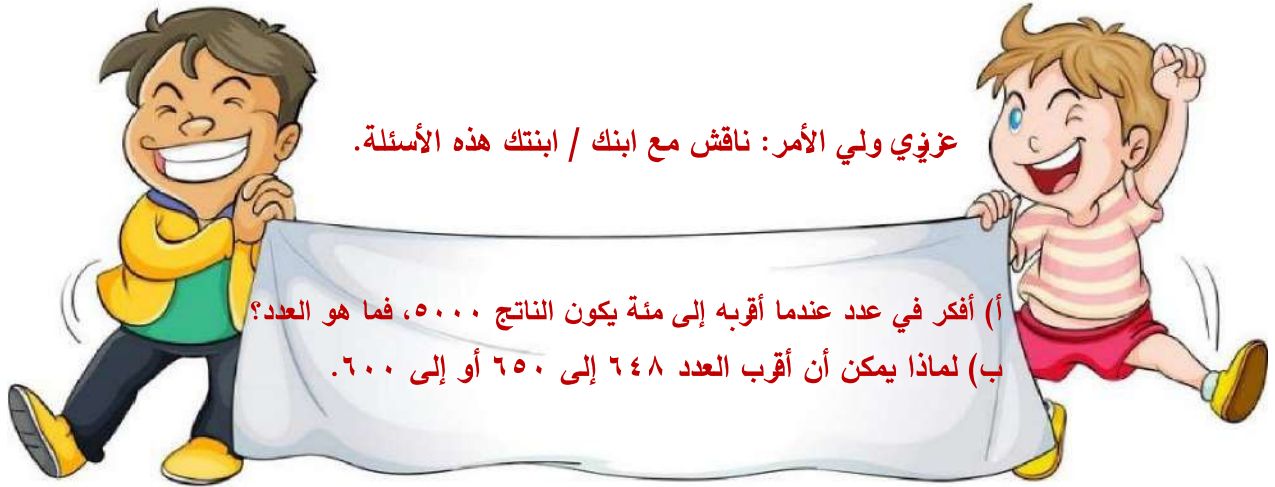 عزيزي ولي الأمر: ناقش مع ابنك / ابنتك هذه الأسئلة.
أ) أفكر في عدد عندما أقربه إلى مئة يكون الناتج ٥٠٠٠، فما هو العدد؟
ب) لماذا يمكن أن أقرب العدد ٦٤٨ إلى ٦٥٠ أو إلى ٦٠٠.